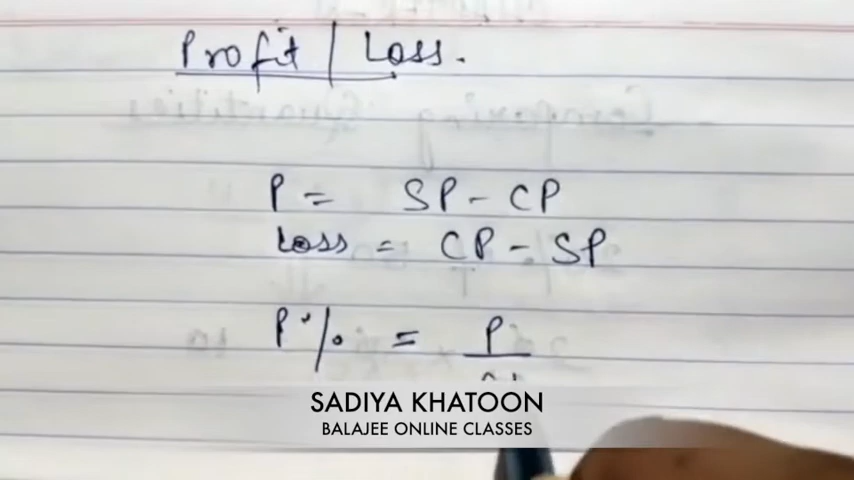 Profit / Loss.
P = SP - CP
Loss = CP - SP
P % = P
SADIYA KHATOON
BALAJEE ONLINE CLASSES